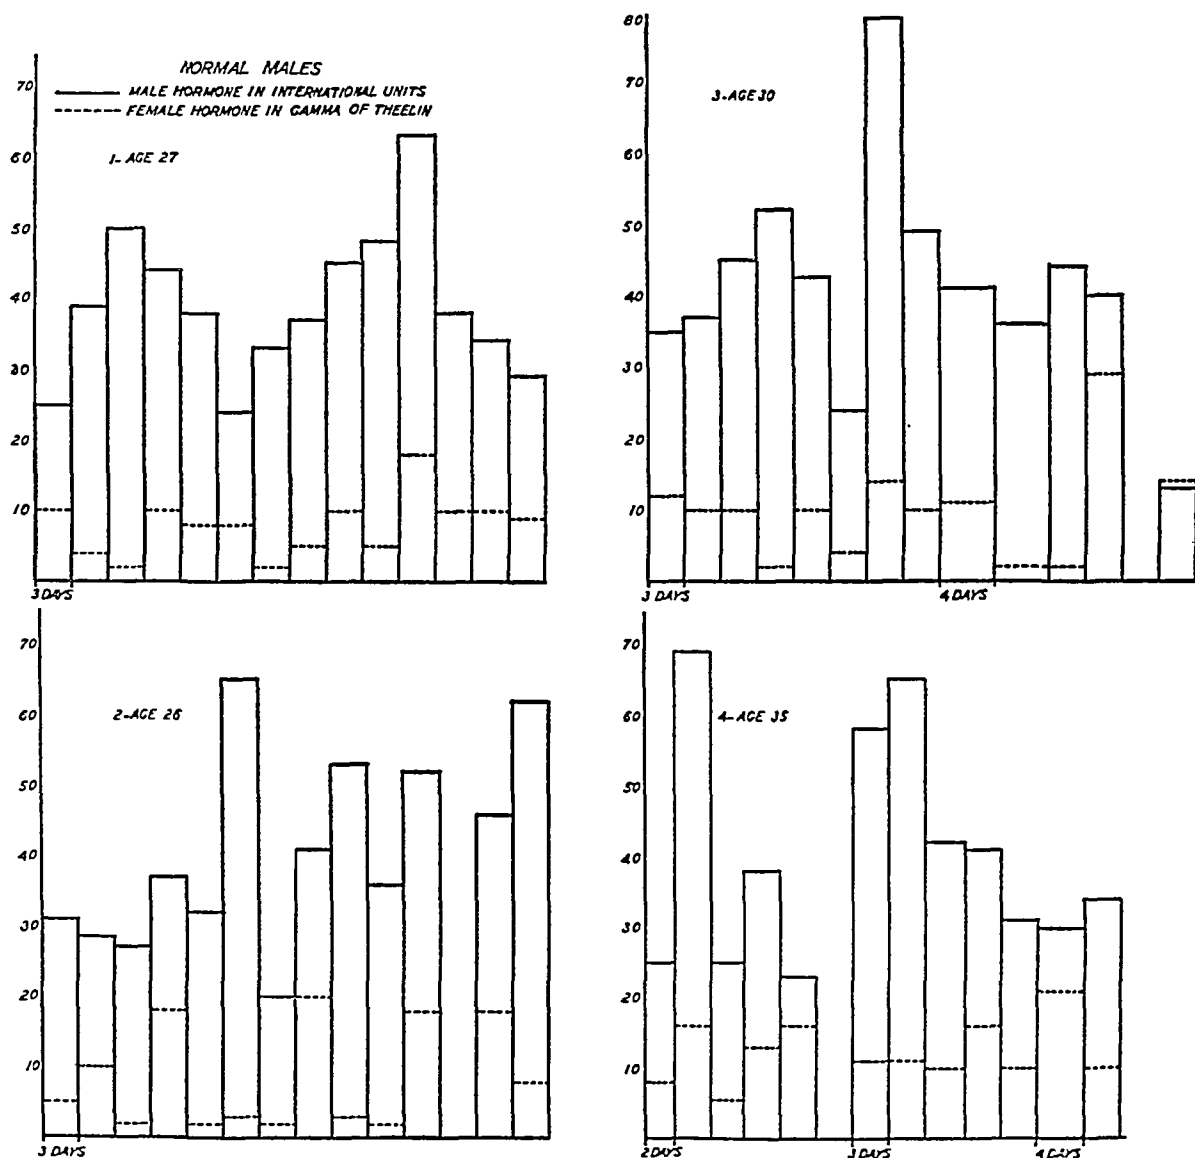 NORMAL MALES
MALE HORMONE IN INTERNATIONAL UNITS
FEMALE HORMONE IN GAMMA OF THEELIN
1- AGE 27
70
60
50
40
30
20
10
3 DAYS
3-AGE 30
80
70
60
50
40
30
20
10
3 DAYS 4 DAYS
2-AGE 26
70
60
50
40
30
20
10
3 DAYS
4-AGE 35
70
60
50
40
30
20
10
2 DAYS 3 DAYS 4 DAYS